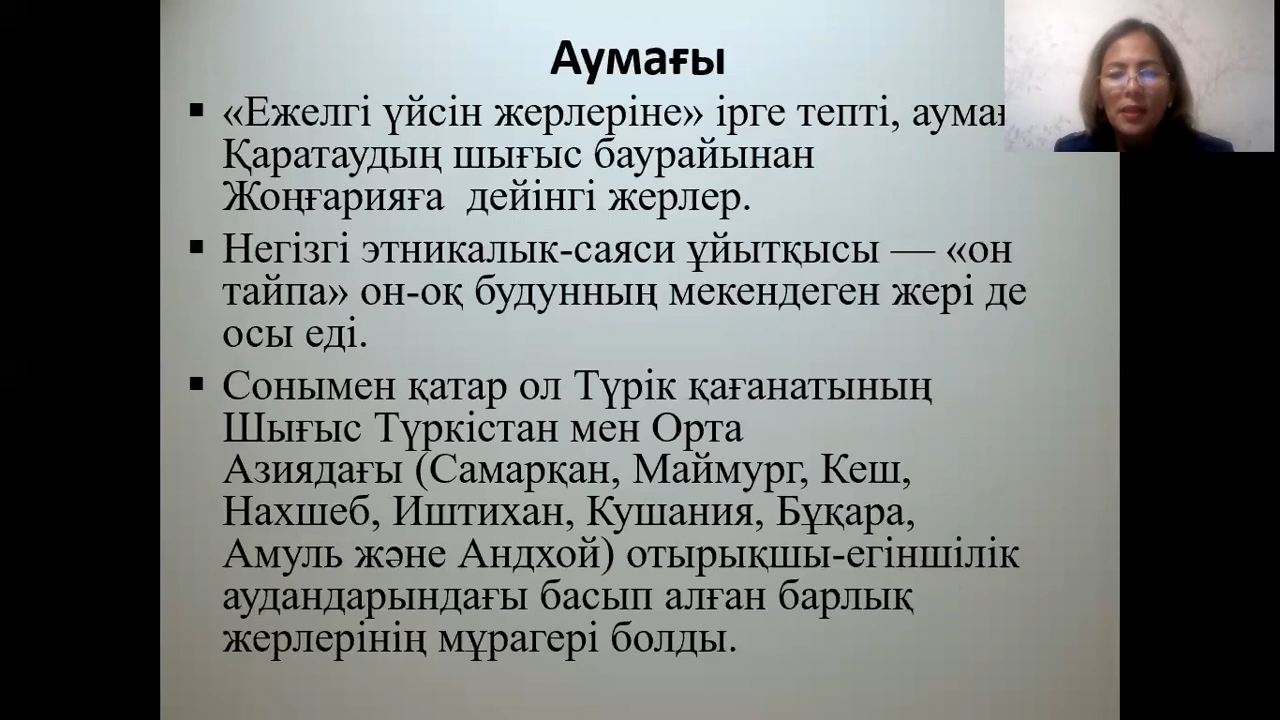 Аумағы
▪ «Ежелгі үйсін жерлеріне» ірге тепті,
Қаратаудың шығыс баурайынан
Жоңғарияға дейінгі жерлер.
▪ Негізгі этникалык-саяси ұйытқысы — «он
тайпа» он-оқ будунның мекендеген жері де
осы еді.
▪ Сонымен қатар ол Түрік қағанатының
Шығыс Түркістан мен Орта
Азиядағы (Самарқан, Маймург, Кеш,
Нахшеб, Иштихан, Кушания, Бұқара,
Амуль және Андхой) отырықшы-егіншілік
аудандарындағы басып алған барлық
жерлерінің мұрагері болды.